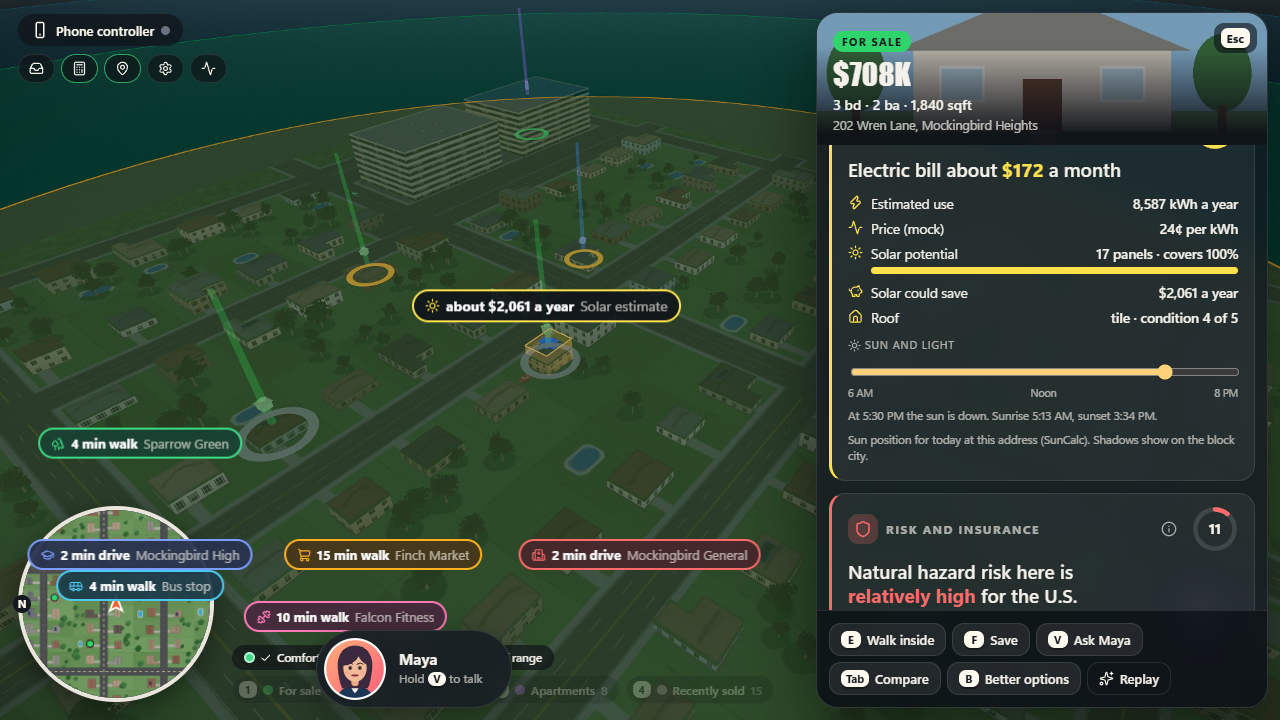 Phone controller
FOR SALE
Esc
$708K
3 bd · 2 ba · 1,840 sqft
202 Wren Lane, Mockingbird Heights
Electric bill about $172 a month
Estimated use 8,587 kWh a year
Price (mock) 24¢ per kWh
Solar potential 17 panels · covers 100%
Solar could save $2,061 a year
Roof tile · condition 4 of 5
SUN AND LIGHT
6 AM Noon 8 PM
At 5:30 PM the sun is down. Sunrise 5:13 AM, sunset 3:34 PM.
Sun position for today at this address (SunCalc). Shadows show on the block
city.
RISK AND INSURANCE 11
Natural hazard risk here is
relatively high for the U.S.
E Walk inside
F Save
V Ask Maya
Tab Compare
B Better options
Replay
about $2,061 a year Solar estimate
4 min walk Sparrow Green
2 min drive Mockingbird High
15 min walk Finch Market
2 min drive Mockingbird General
4 min walk Bus stop
N
10 min walk Falcon Fitness
Maya
Hold V to talk
range
1 For sale
Apartments 8
4 Recently sold 15